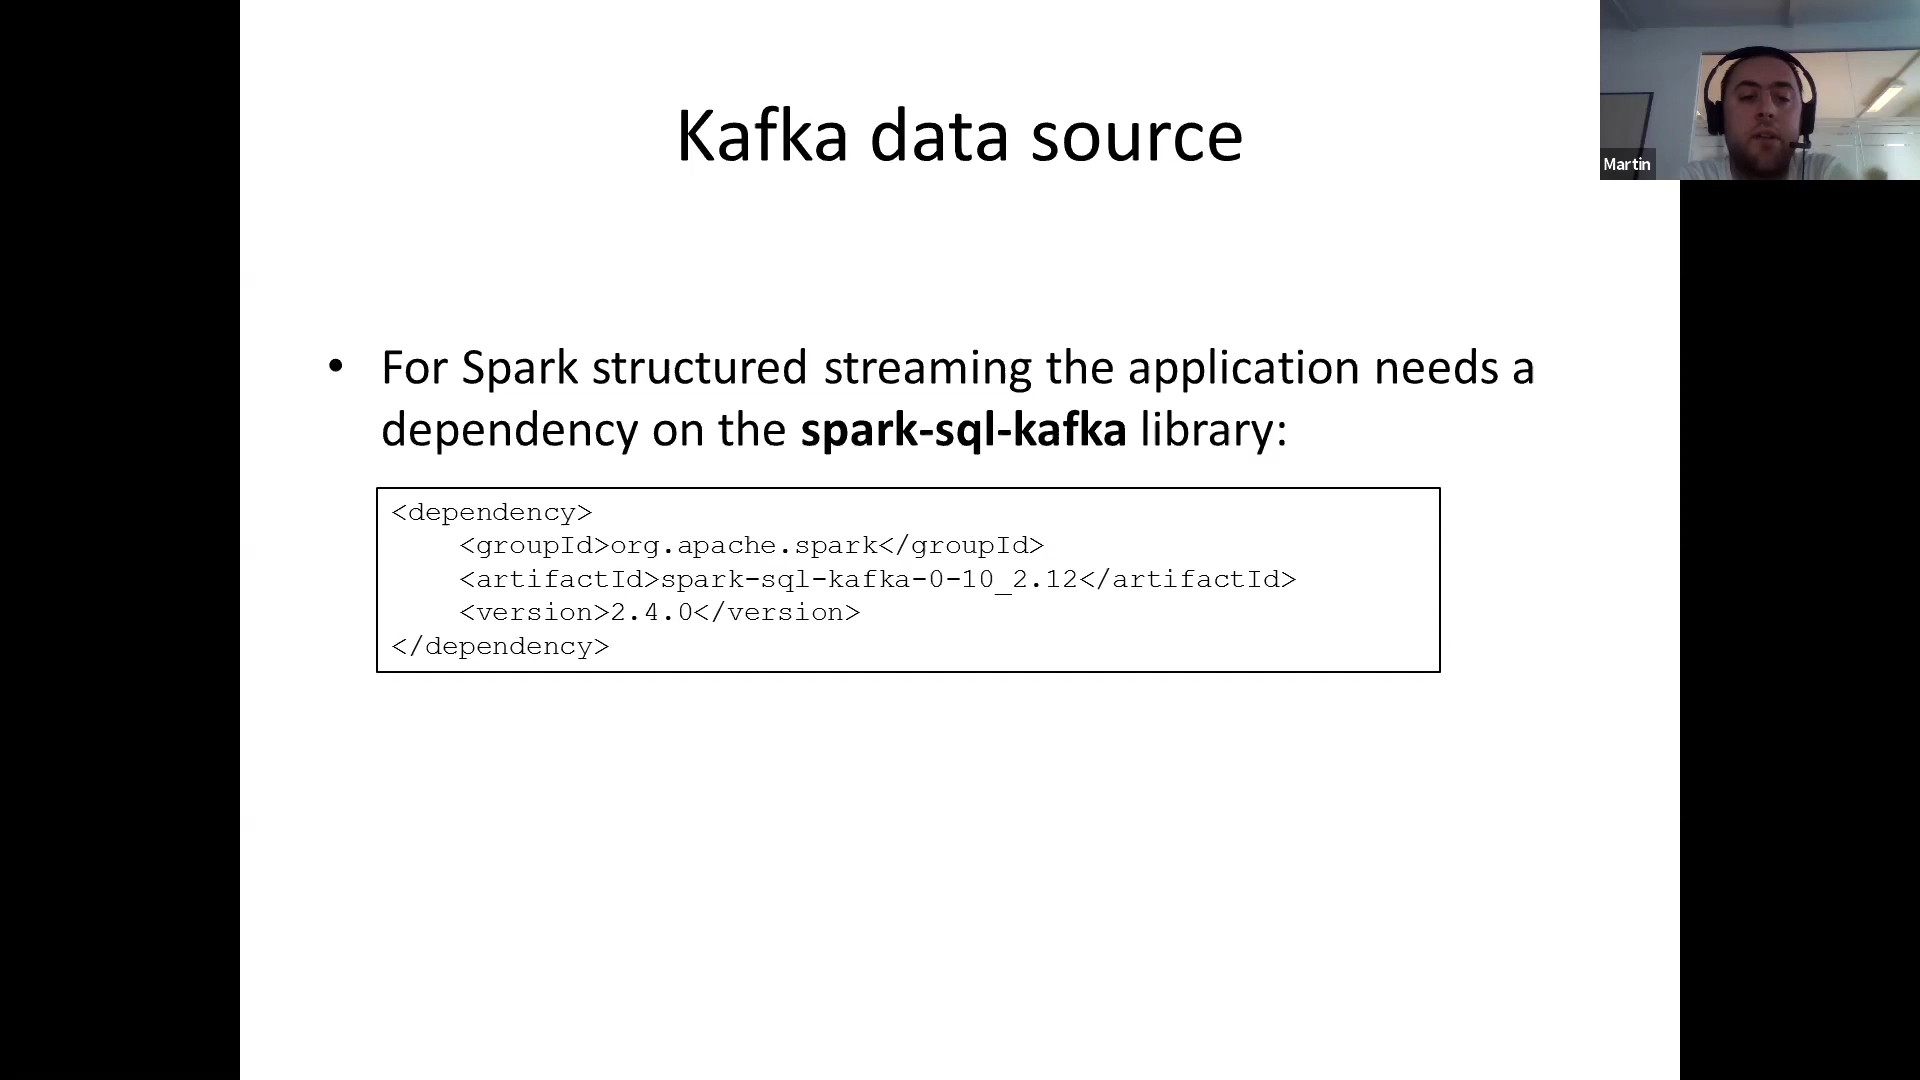 Kafka data source
Martin
• For Spark structured streaming the application needs a
dependency on the spark-sql-kafka library:
<dependency>
    <groupId>org.apache.spark</groupId>
    <artifactId>spark-sql-kafka-0-10_2.12</artifactId>
    <version>2.4.0</version>
</dependency>